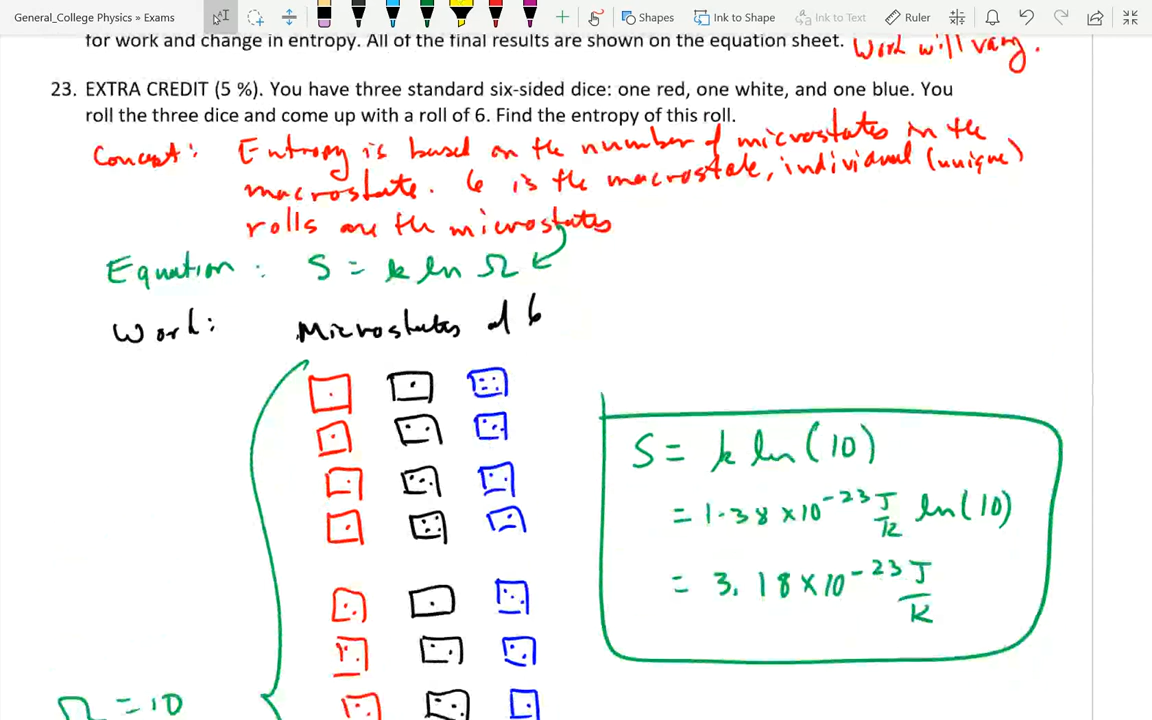 General_College Physics » Exams
Shapes
Ink to Shape
Ink to Text
Ruler
for work and change in entropy. All of the final results are shown on the equation sheet. Work will vary.
23. EXTRA CREDIT (5 %). You have three standard six-sided dice: one red, one white, and one blue. You
roll the three dice and come up with a roll of 6. Find the entropy of this roll.
Concept: Entropy is based on the number of microstates in the
macrostate. 6 is the macrostate, individual (unique)
rolls are the microstates
Equation: S = k ln Ω
Work: Microstates of 6
S = k ln(10)
= 1.38 × 10⁻²³ J/K ln(10)
= 3.18 × 10⁻²³ J/K
Ω = 10